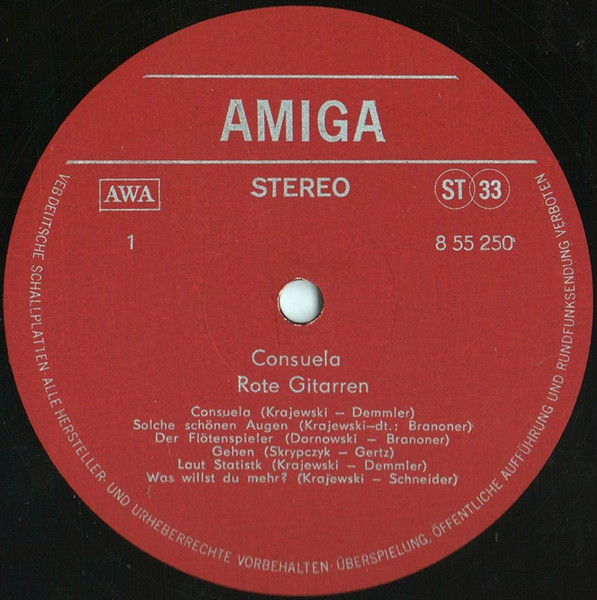 AMIGA
AWA
STEREO
ST 33
1
8 55 250
Consuela
Rote Gitarren
Consuela (Krajewski – Demmler)
Solche schönen Augen (Krajewski–dt.: Branoner)
Der Flötenspieler (Dornowski – Branoner)
Gehen (Skrypczyk – Gertz)
Laut Statistk (Krajewski – Demmler)
Was willst du mehr? (Krajewski – Schneider)
VEB DEUTSCHE SCHALLPLATTEN · ALLE HERSTELLER- UND URHEBERRECHTE VORBEHALTEN · ÜBERSPIELUNG, ÖFFENTLICHE AUFFÜHRUNG UND RUNDFUNKSENDUNG VERBOTEN